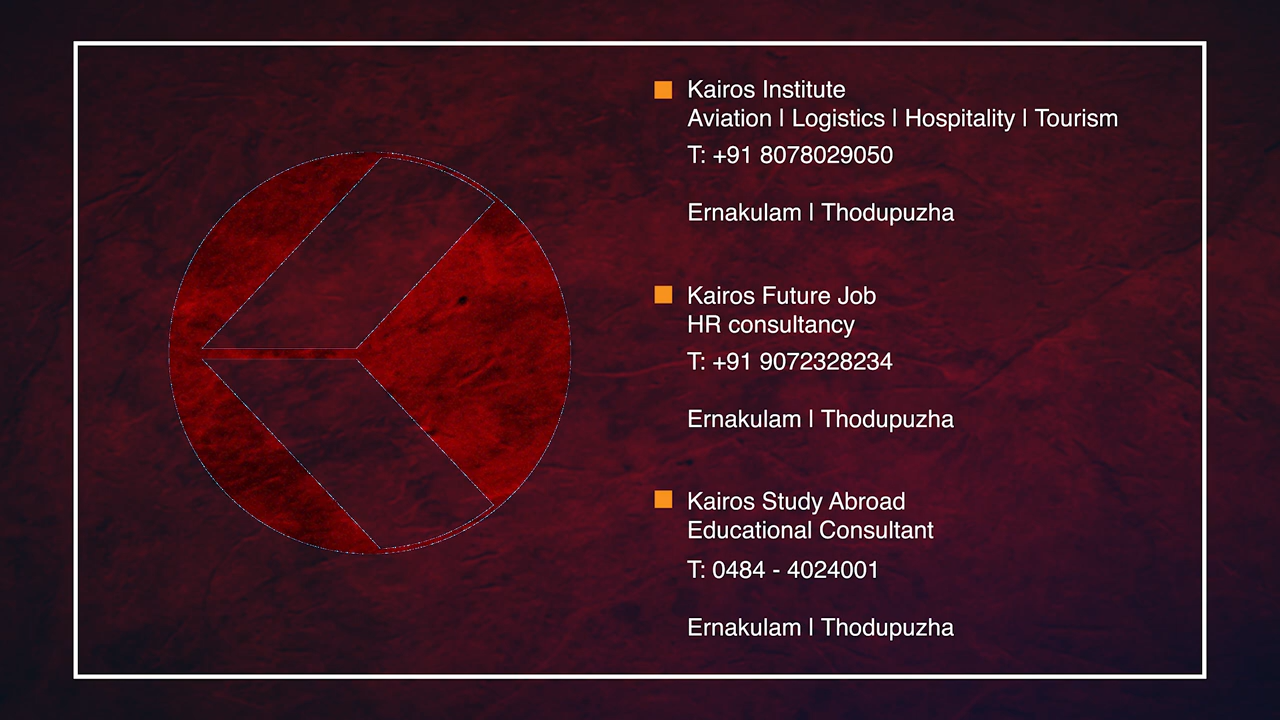 Kairos Institute
Aviation | Logistics | Hospitality | Tourism
T: +91 8078029050
Ernakulam | Thodupuzha
Kairos Future Job
HR consultancy
T: +91 9072328234
Ernakulam | Thodupuzha
Kairos Study Abroad
Educational Consultant
T: 0484 - 4024001
Ernakulam | Thodupuzha